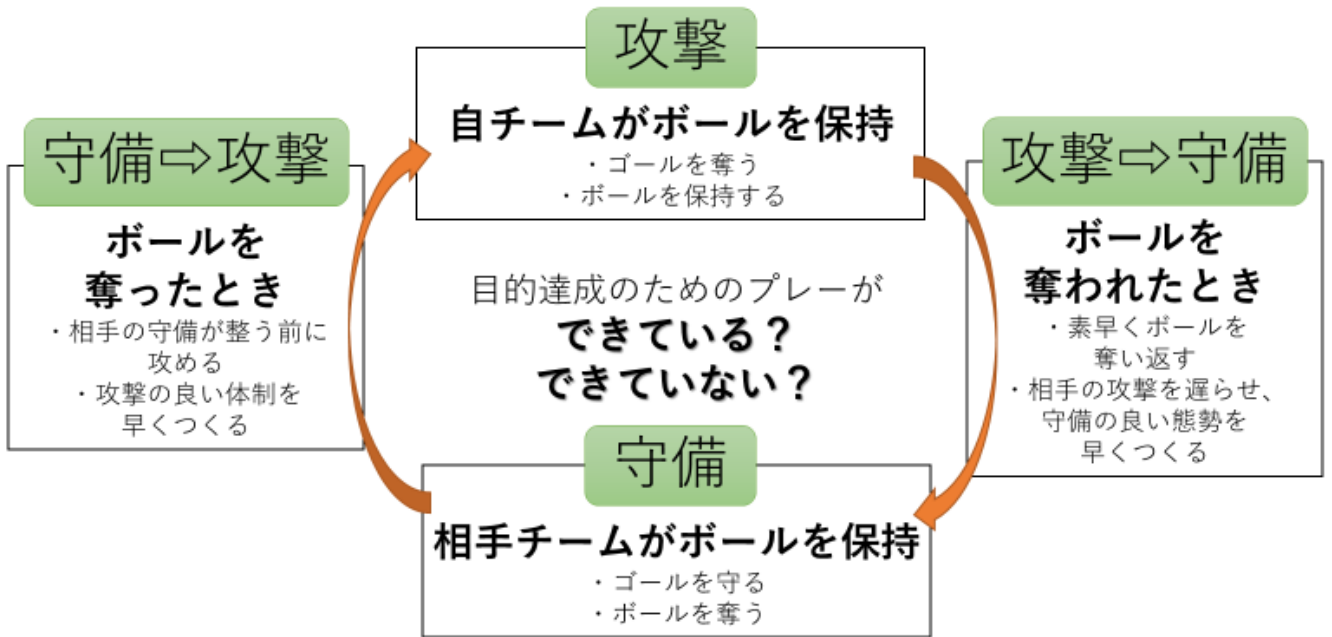 攻撃
自チームがボールを保持
・ゴールを奪う
・ボールを保持する
守備⇨攻撃
ボールを
奪ったとき
・相手の守備が整う前に
攻める
・攻撃の良い体制を
早くつくる
攻撃⇨守備
ボールを
奪われたとき
・素早くボールを
奪い返す
・相手の攻撃を遅らせ、
守備の良い態勢を
早くつくる
目的達成のためのプレーが
できている？
できていない？
守備
相手チームがボールを保持
・ゴールを守る
・ボールを奪う